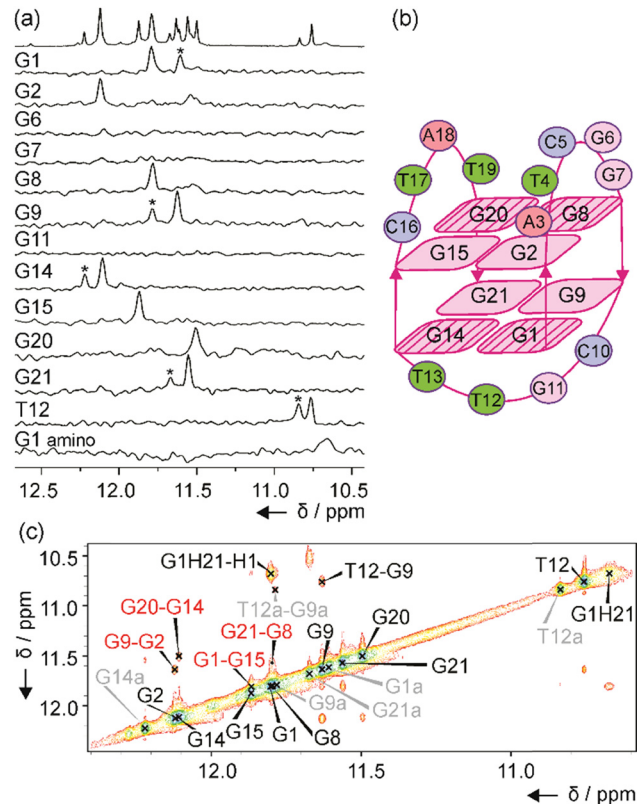 (a)
G1
*
G2
G6
G7
G8
G9
*
G11
G14
*
G15
G20
G21
*
T12
*
G1 amino
12.5 12.0 11.5 11.0 10.5
← δ / ppm
(b)
A18
C5
G6
T17
T19
T4
G7
C16
G20
A3
G8
G15
G2
G21
G9
G14
G1
C10
T13
T12
G11
(c)
10.5
11.0
11.5
12.0
δ / ppm
G1H21-H1
T12-G9
T12
G20-G14
T12a-G9a
G1H21
G9-G2
G21-G8
G9
G20
T12a
G14a
G1-G15
G21
G2
G1a
G14
G15
G9a
G21a
G1
G8
12.0 11.5 11.0
← δ / ppm